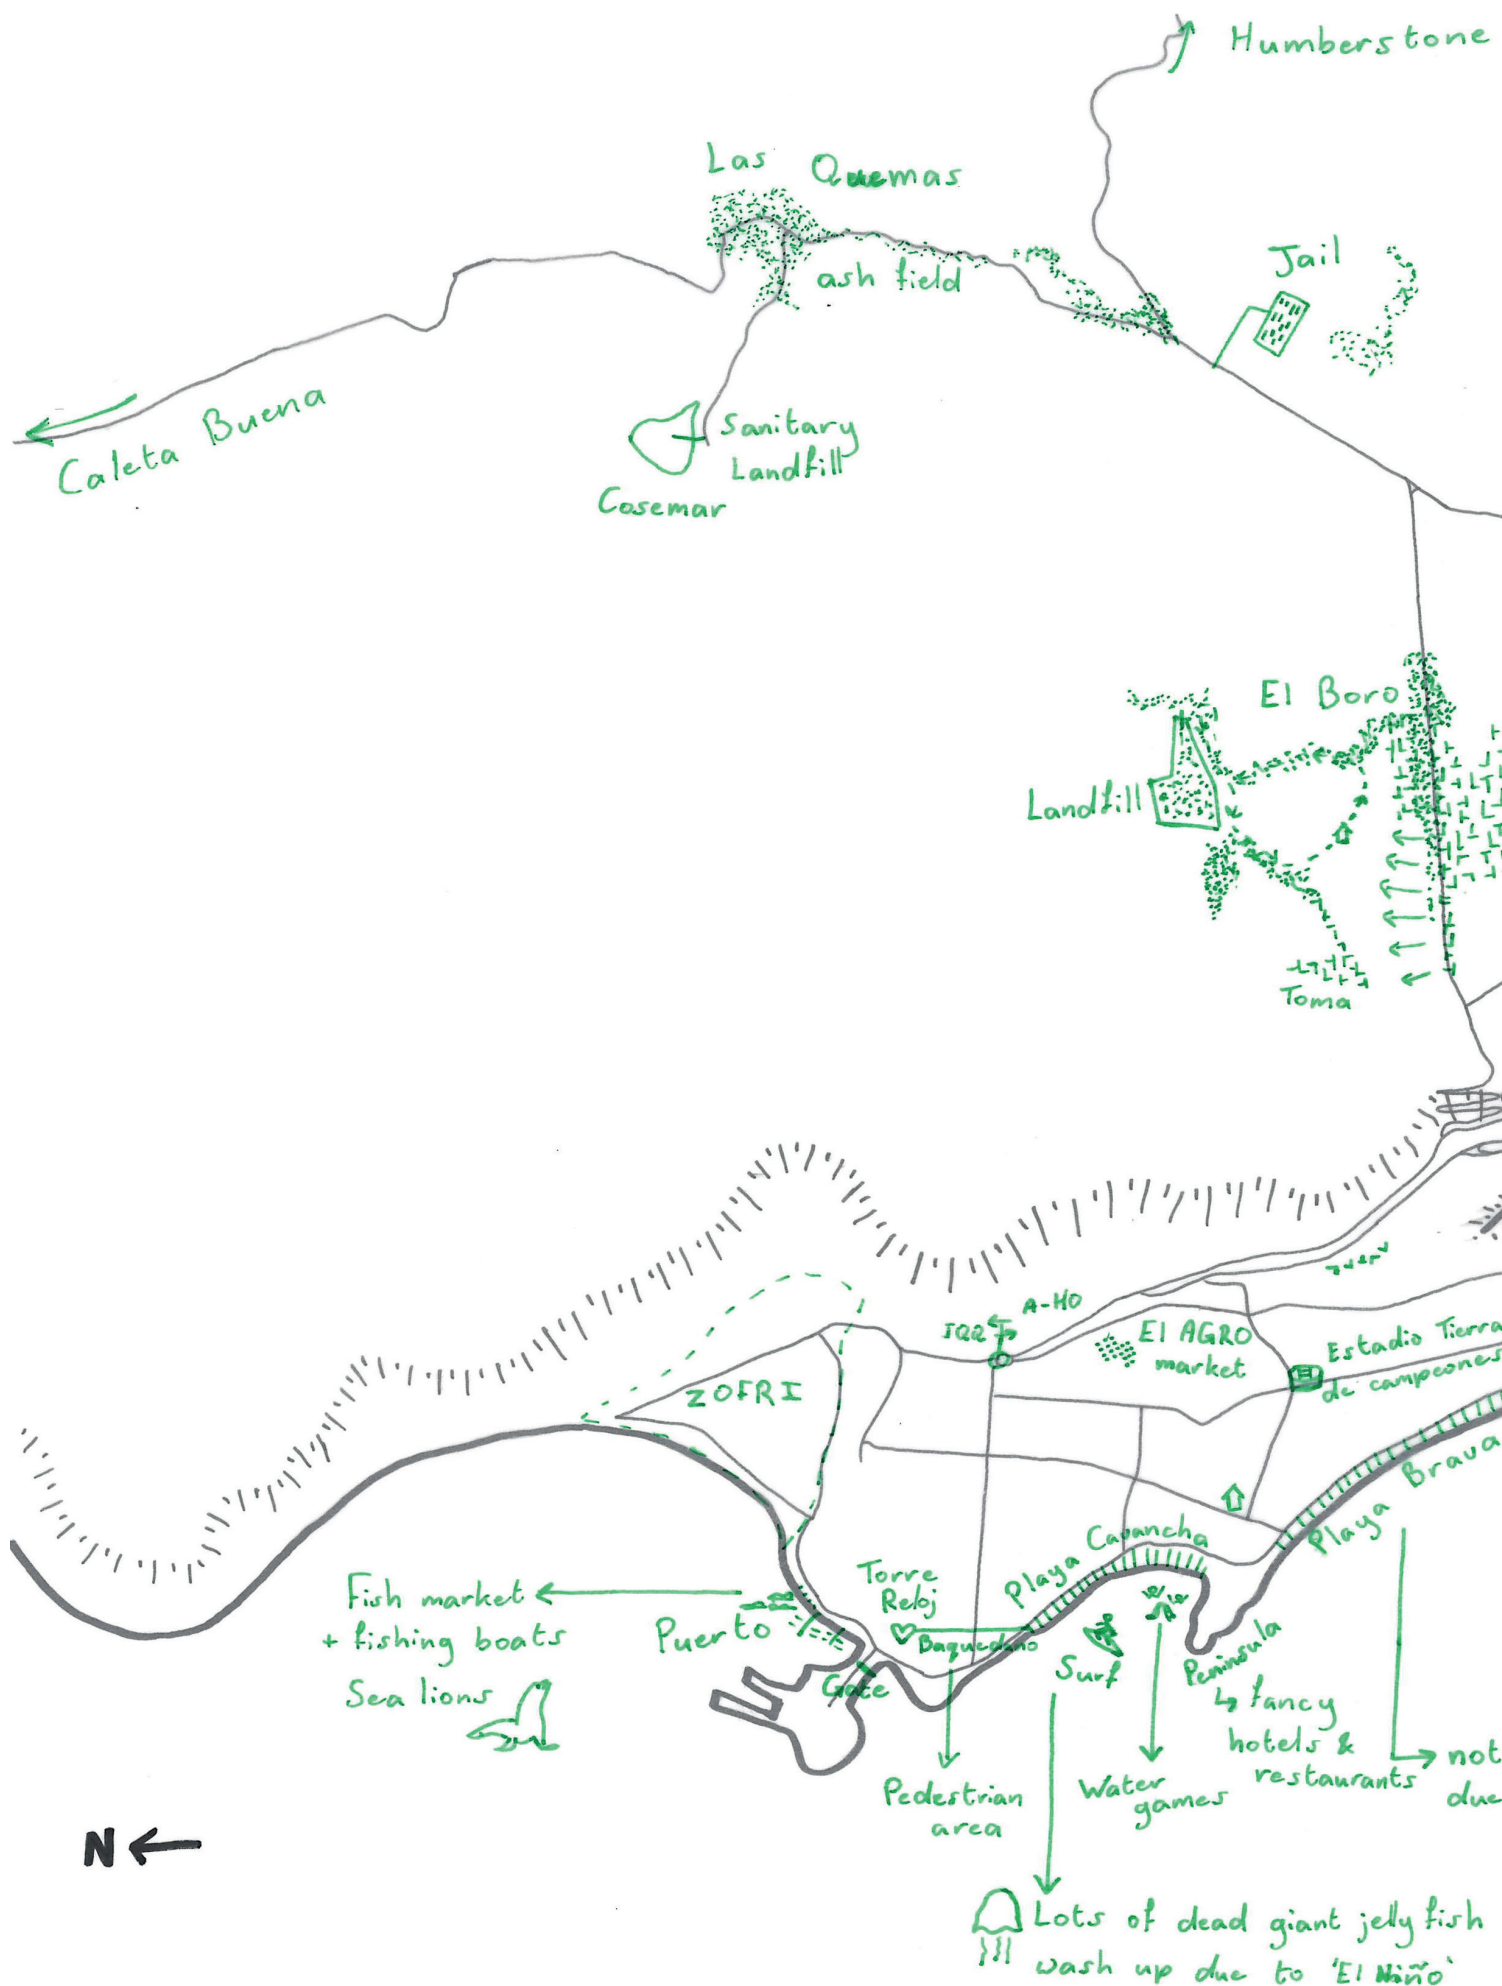 Humberstone
Las Quemas
Jail
ash field
Caleta Buena
Sanitary
Landfill
Cosemar
El Boro
Landfill
Toma
A-HO
IQQ
El AGRO
market
Estadio Tierra
de campeones
ZOFRI
Playa Brava
Playa Cavancha
Torre
Reloj
Baquedano
Fish market
+ fishing boats
Puerto
Sea lions
Gate
Surf
Peninsula
↳ fancy
hotels &
restaurants
not
due
Pedestrian
area
Water
games
N ←
Lots of dead giant jelly fish
wash up due to 'El Niño'